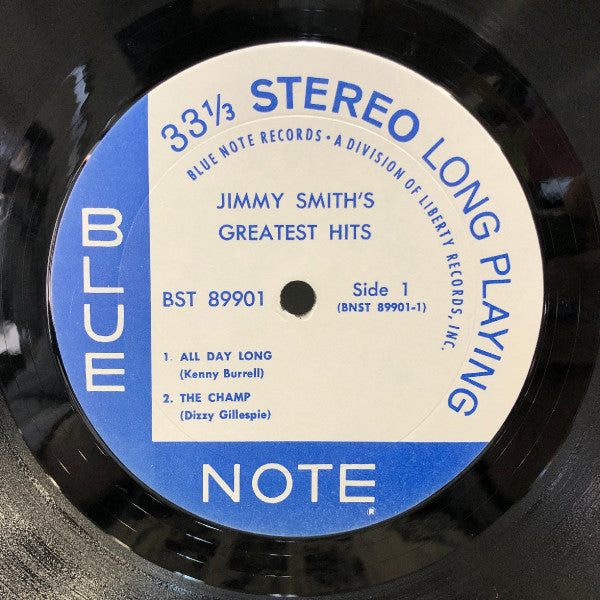 33⅓ STEREO LONG PLAYING
BLUE NOTE RECORDS • A DIVISION OF LIBERTY RECORDS, INC.
JIMMY SMITH'S
GREATEST HITS
BST 89901
Side 1
(BNST 89901-1)
1. ALL DAY LONG
(Kenny Burrell)
2. THE CHAMP
(Dizzy Gillespie)
BLUE
NOTE®